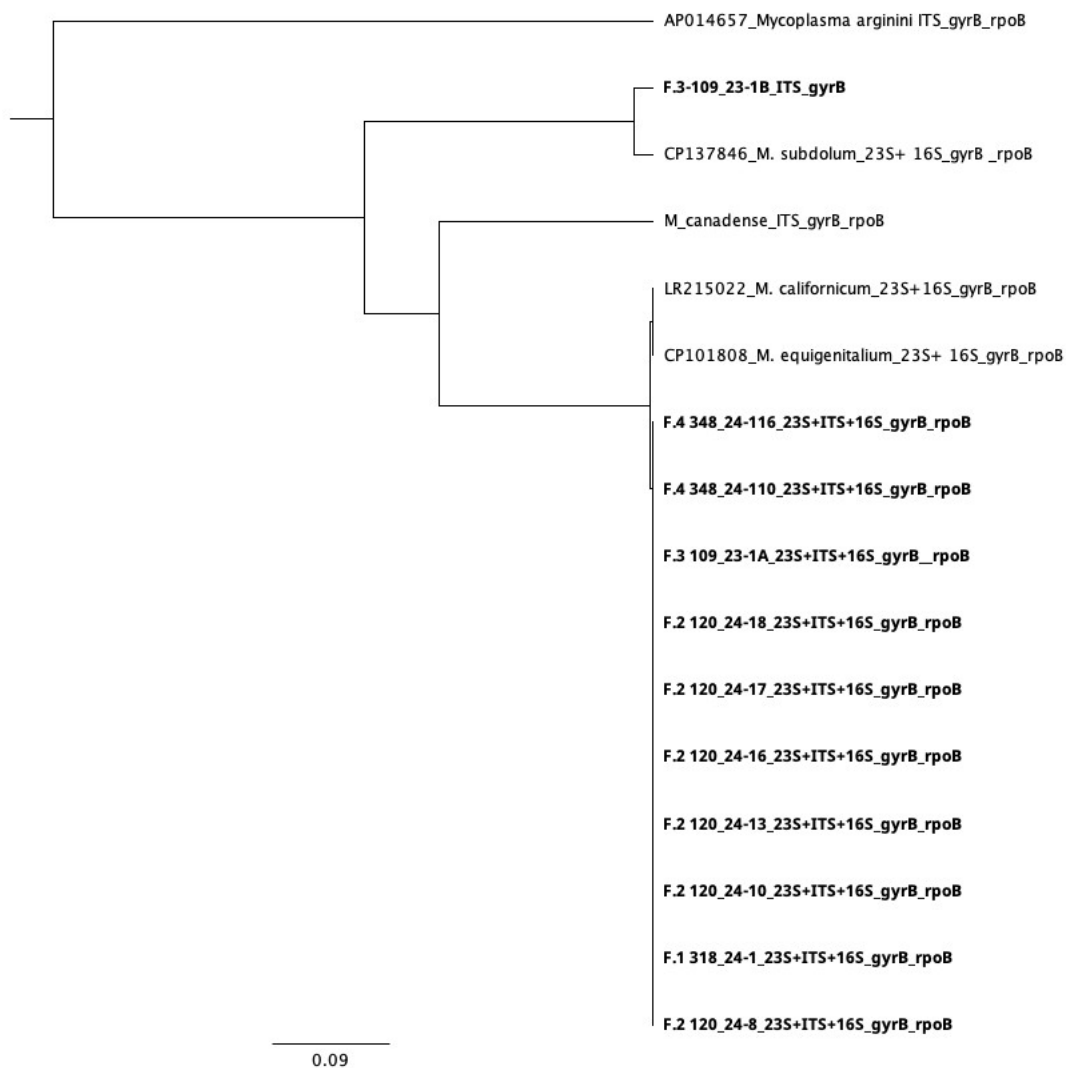 AP014657_Mycoplasma arginini ITS_gyrB_rpoB
F.3-109_23-1B_ITS_gyrB
CP137846_M. subdolum_23S+ 16S_gyrB _rpoB
M_canadense_ITS_gyrB_rpoB
LR215022_M. californicum_23S+16S_gyrB_rpoB
CP101808_M. equigenitalium_23S+ 16S_gyrB_rpoB
F.4 348_24-116_23S+ITS+16S_gyrB_rpoB
F.4 348_24-110_23S+ITS+16S_gyrB_rpoB
F.3 109_23-1A_23S+ITS+16S_gyrB__rpoB
F.2 120_24-18_23S+ITS+16S_gyrB_rpoB
F.2 120_24-17_23S+ITS+16S_gyrB_rpoB
F.2 120_24-16_23S+ITS+16S_gyrB_rpoB
F.2 120_24-13_23S+ITS+16S_gyrB_rpoB
F.2 120_24-10_23S+ITS+16S_gyrB_rpoB
F.1 318_24-1_23S+ITS+16S_gyrB_rpoB
F.2 120_24-8_23S+ITS+16S_gyrB_rpoB
0.09